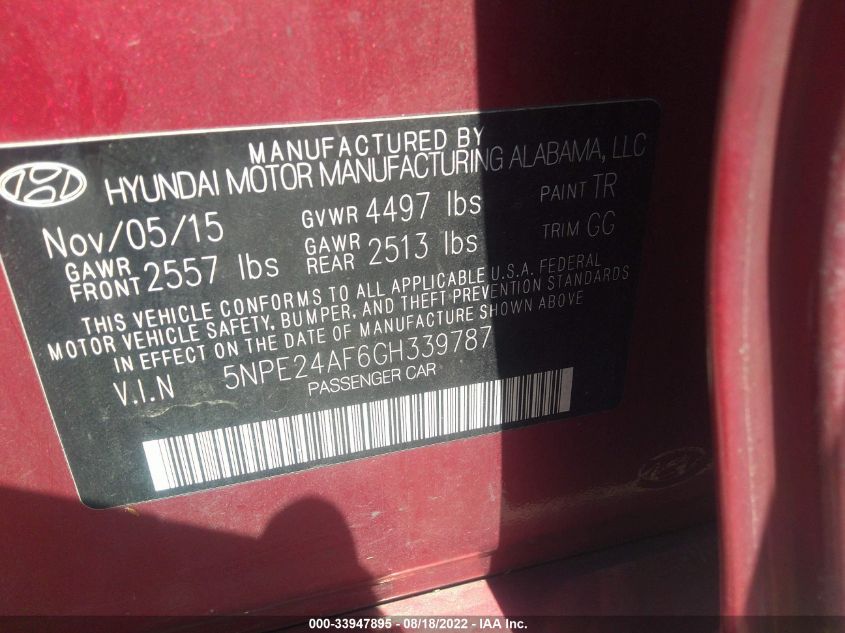 MANUFACTURED BY
HYUNDAI MOTOR MANUFACTURING ALABAMA, LLC
Nov/05/15 GVWR 4497 lbs PAINT TR
GAWR FRONT 2557 lbs GAWR REAR 2513 lbs TRIM GG
THIS VEHICLE CONFORMS TO ALL APPLICABLE U.S.A. FEDERAL
MOTOR VEHICLE SAFETY, BUMPER, AND THEFT PREVENTION STANDARDS
IN EFFECT ON THE DATE OF MANUFACTURE SHOWN ABOVE
V.I.N 5NPE24AF6GH339787
PASSENGER CAR
000-33947895 - 08/18/2022 - IAA Inc.